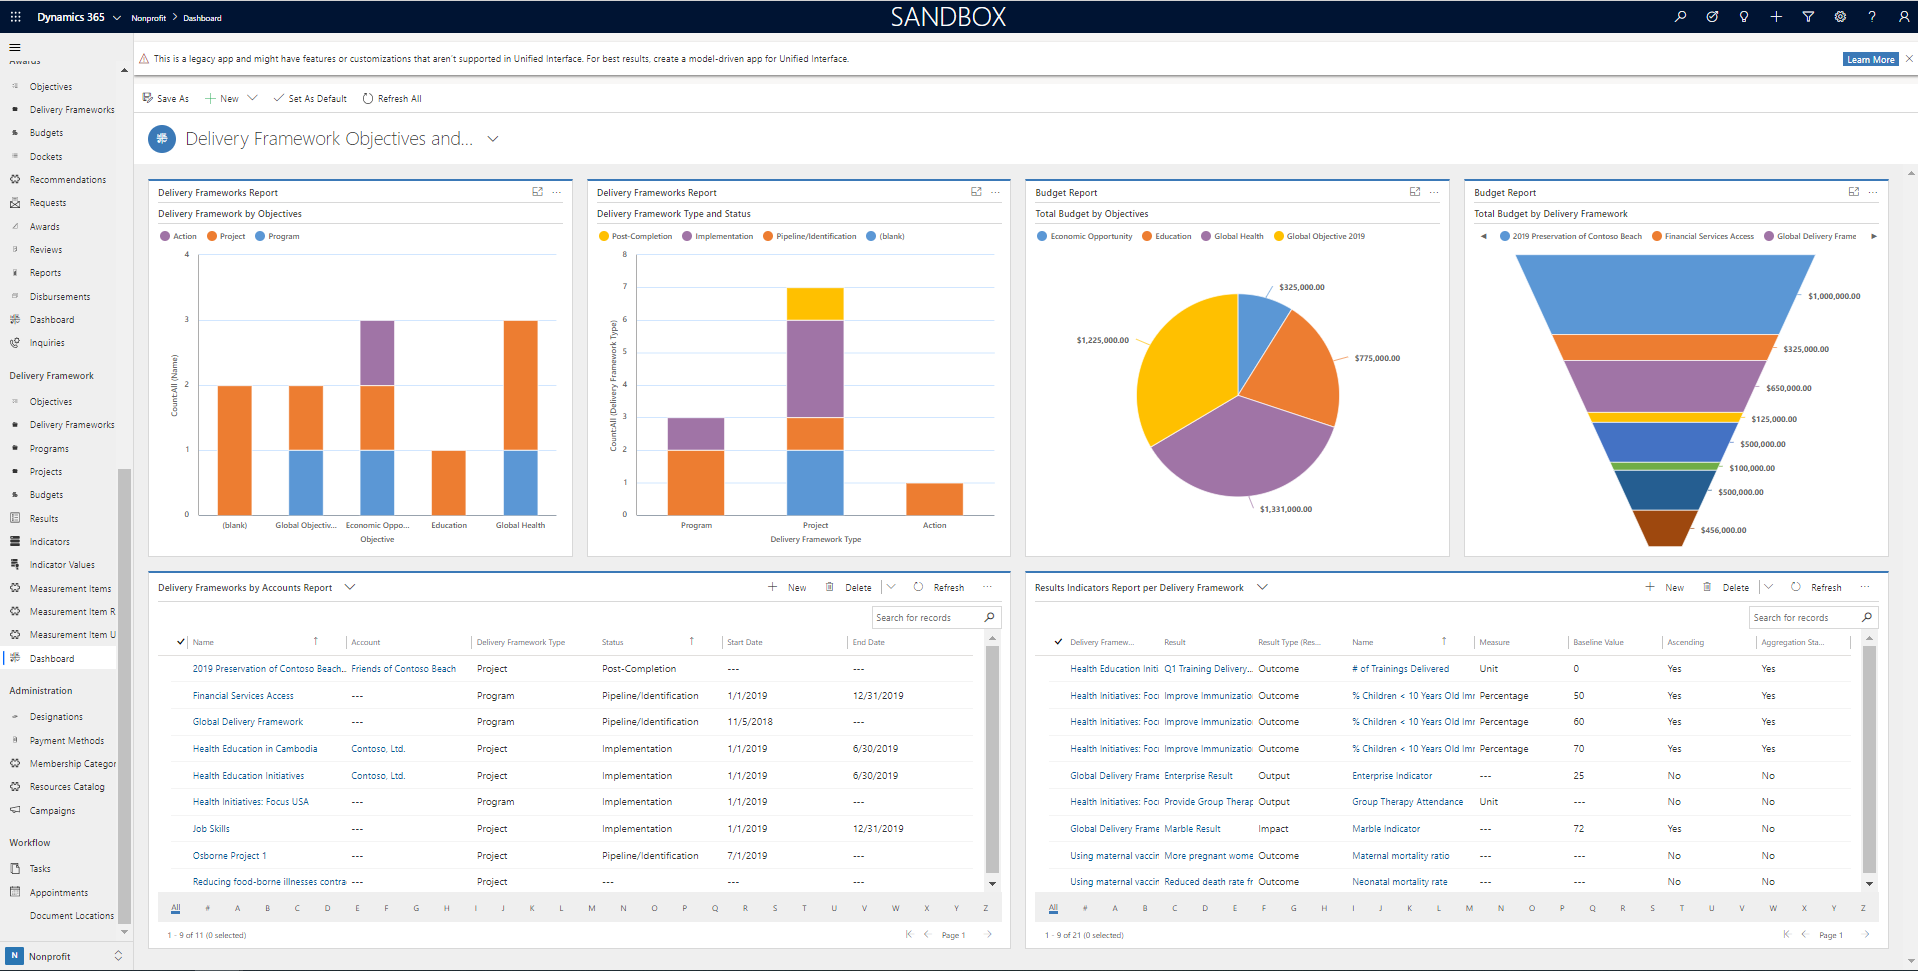 Dynamics 365 Nonprofit > Dashboard SANDBOX
This is a legacy app and might have features or customizations that aren't supported in Unified Interface. For best results, create a model-driven app for Unified Interface. Learn More
Save As New Set As Default Refresh All
Delivery Framework Objectives and...
Awards
Objectives
Delivery Frameworks
Budgets
Dockets
Recommendations
Requests
Awards
Reviews
Reports
Disbursements
Dashboard
Inquiries
Delivery Framework
Objectives
Delivery Frameworks
Programs
Projects
Budgets
Results
Indicators
Indicator Values
Measurement Items
Measurement Item R
Measurement Item U
Dashboard
Administration
Designations
Payment Methods
Membership Categor
Resources Catalog
Campaigns
Workflow
Tasks
Appointments
Document Locations
N Nonprofit
Delivery Frameworks Report
Delivery Framework by Objectives
Action Project Program
4
3
2
1
0
Count:All (Name)
(blank) Global Objectiv... Economic Oppo... Education Global Health
Objective
Delivery Frameworks Report
Delivery Framework Type and Status
Post-Completion Implementation Pipeline/Identification (blank)
8
7
6
5
4
3
2
1
0
Count:All (Delivery Framework Type)
Program Project Action
Delivery Framework Type
Budget Report
Total Budget by Objectives
Economic Opportunity Education Global Health Global Objective 2019
$325,000.00
$1,225,000.00
$775,000.00
$1,331,000.00
Budget Report
Total Budget by Delivery Framework
2019 Preservation of Contoso Beach Financial Services Access Global Delivery Frame
$1,000,000.00
$325,000.00
$650,000.00
$125,000.00
$500,000.00
$100,000.00
$500,000.00
$456,000.00
Delivery Frameworks by Accounts Report New Delete Refresh
Search for records
Name Account Delivery Framework Type Status Start Date End Date
2019 Preservation of Contoso Beach... Friends of Contoso Beach Project Post-Completion --- ---
Financial Services Access --- Program Pipeline/Identification 1/1/2019 12/31/2019
Global Delivery Framework --- Program Pipeline/Identification 11/5/2018 ---
Health Education in Cambodia Contoso, Ltd. Project Implementation 1/1/2019 6/30/2019
Health Education Initiatives Contoso, Ltd. Project Implementation 1/1/2019 6/30/2019
Health Initiatives: Focus USA --- Program Implementation 1/1/2019 ---
Job Skills --- Project Implementation 1/1/2019 12/31/2019
Osborne Project 1 --- Project Pipeline/Identification 7/1/2019 ---
Reducing food-borne illnesses contra --- Project --- --- ---
All # A B C D E F G H I J K L M N O P Q R S T U V W X Y Z
1 - 9 of 11 (0 selected) Page 1
Results Indicators Report per Delivery Framework New Delete Refresh
Search for records
Delivery Framew... Result Result Type (Res... Name Measure Baseline Value Ascending Aggregation Sta...
Health Education Initi Q1 Training Delivery... Outcome # of Trainings Delivered Unit 0 Yes Yes
Health Initiatives: Foc Improve Immunizatio Outcome % Children < 10 Years Old Imr Percentage 50 Yes Yes
Health Initiatives: Foc Improve Immunizatio Outcome % Children < 10 Years Old Imr Percentage 60 Yes Yes
Health Initiatives: Foc Improve Immunizatio Outcome % Children < 10 Years Old Imr Percentage 70 Yes Yes
Global Delivery Frame Enterprise Result Output Enterprise Indicator --- 25 No No
Health Initiatives: Foc Provide Group Therap Output Group Therapy Attendance Unit --- No No
Global Delivery Frame Marble Result Impact Marble Indicator --- 72 Yes No
Using maternal vaccin More pregnant wome Outcome Maternal mortality ratio --- --- No No
Using maternal vaccin Reduced death rate fr Outcome Neonatal mortality rate --- --- No No
All # A B C D E F G H I J K L M N O P Q R S T U V W X Y Z
1 - 9 of 21 (0 selected) Page 1